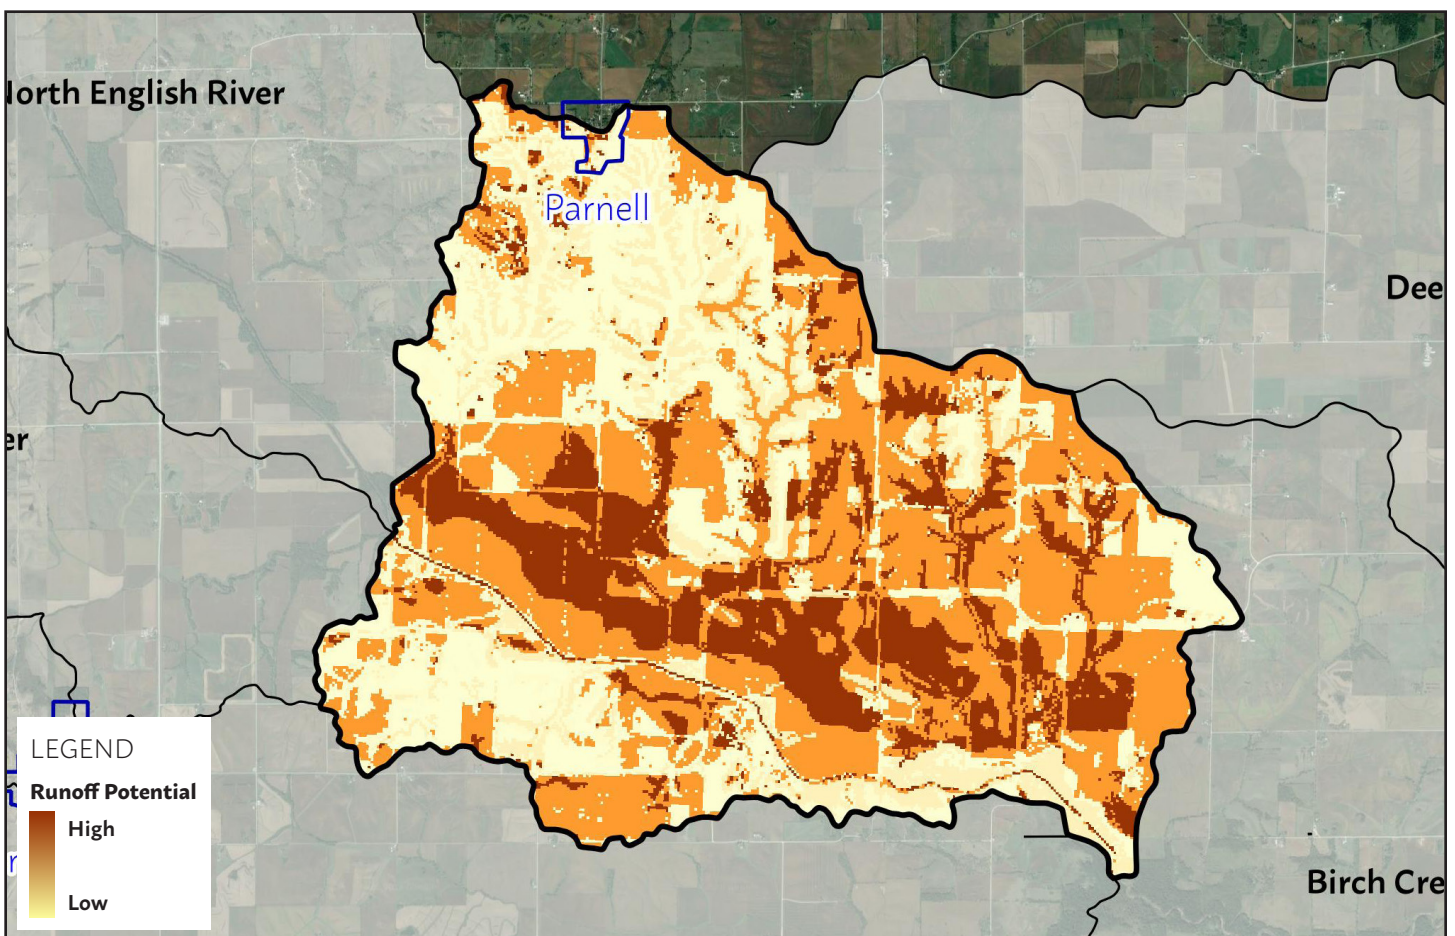 North English River
Parnell
Dee
er
LEGEND
Runoff Potential
High
Low
r
Birch Cre